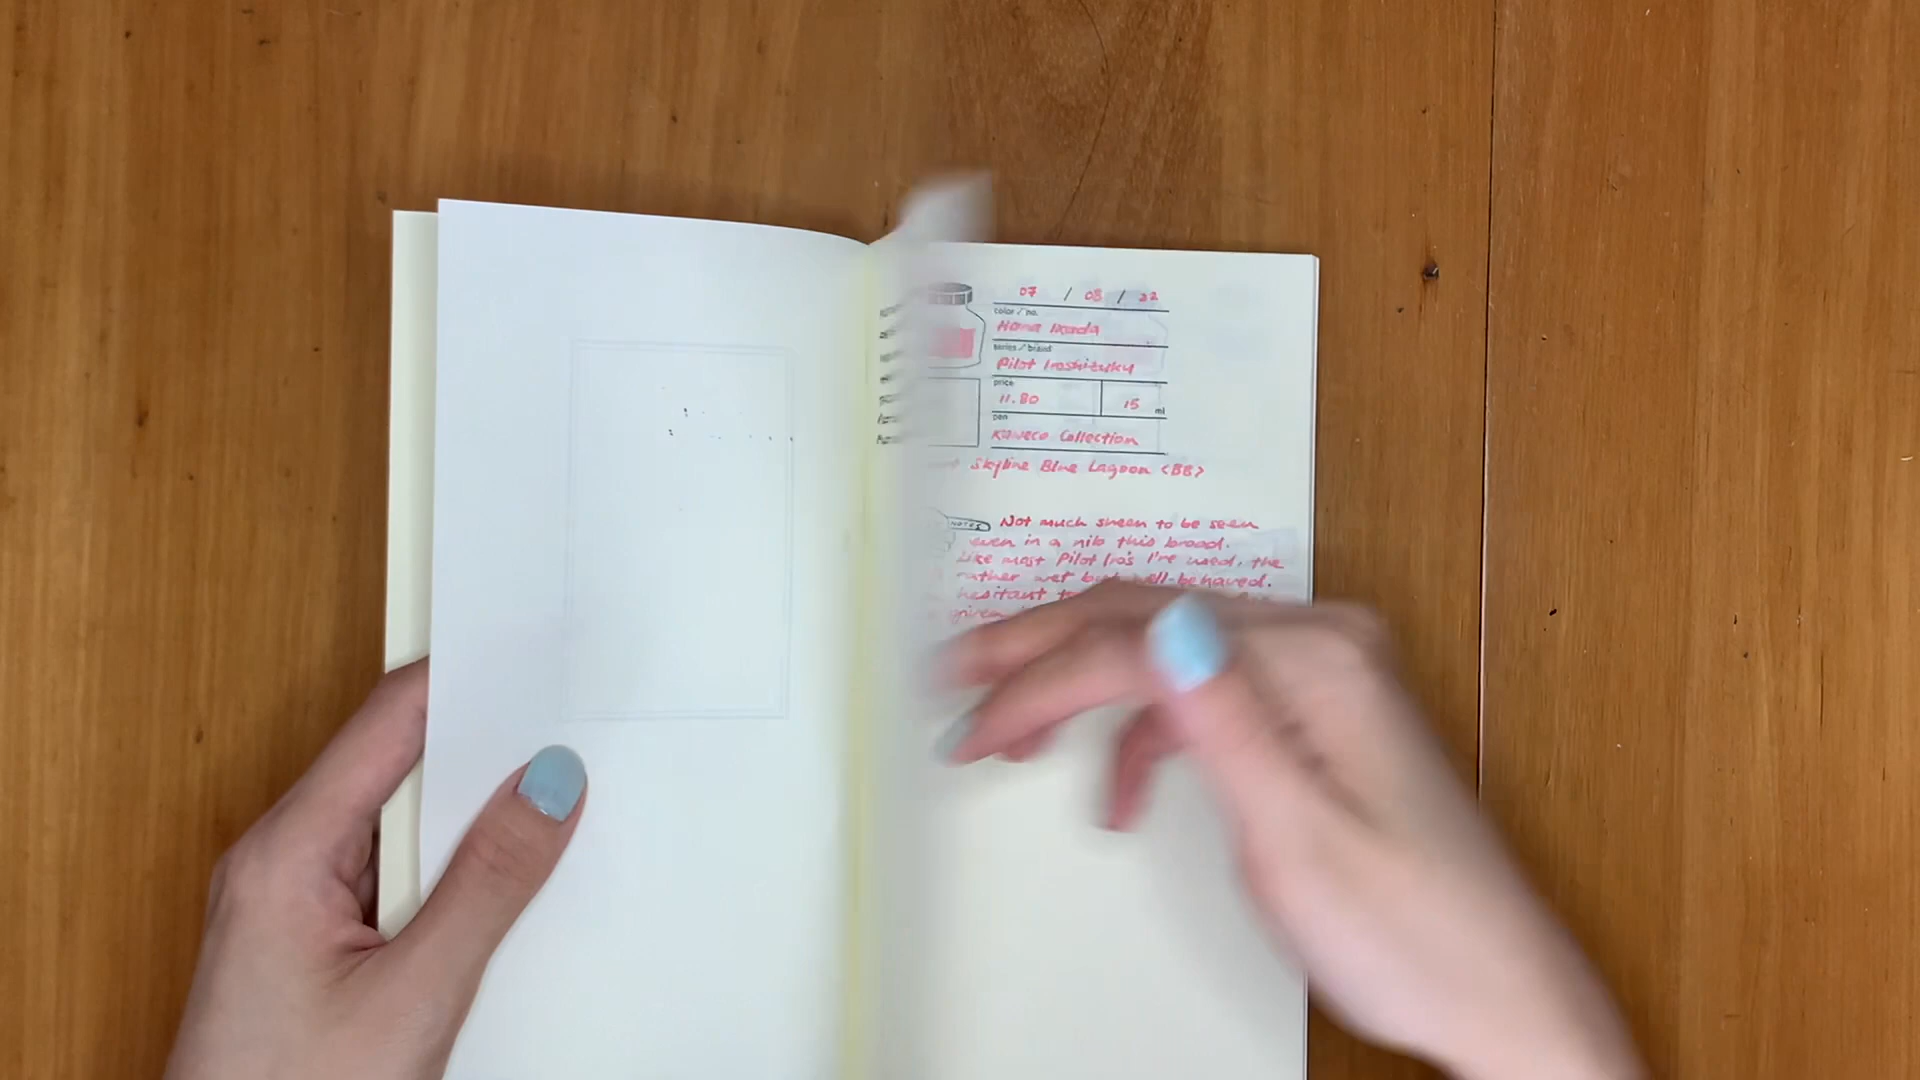 07 / 08 / 22
color / no.
Hana Ikada
series / brand
Pilot Iroshizuku
price
11.80
15 ml
pen
Kaweco Collection
Skyline Blue Lagoon <BB>
NOTES
Not much sheen to be seen
even in a nib this broad.
Like most Pilot Iro's I've used, the
rather wet but well-behaved.
hesitant
given